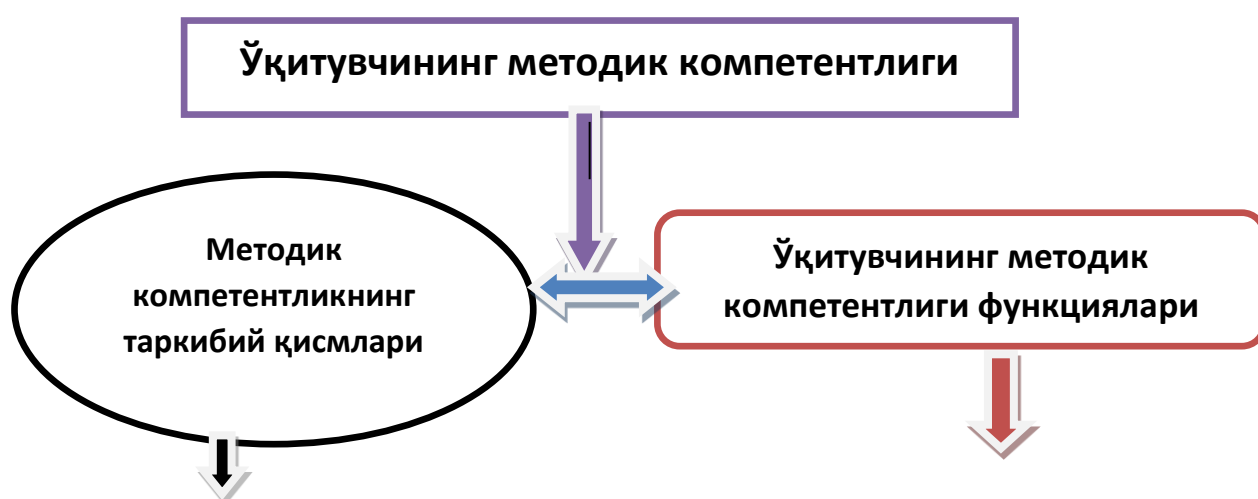 Ўқитувчининг методик компетентлиги
Методик
компетентликнинг
таркибий қисмлари
Ўқитувчининг методик
компетентлиги функциялари